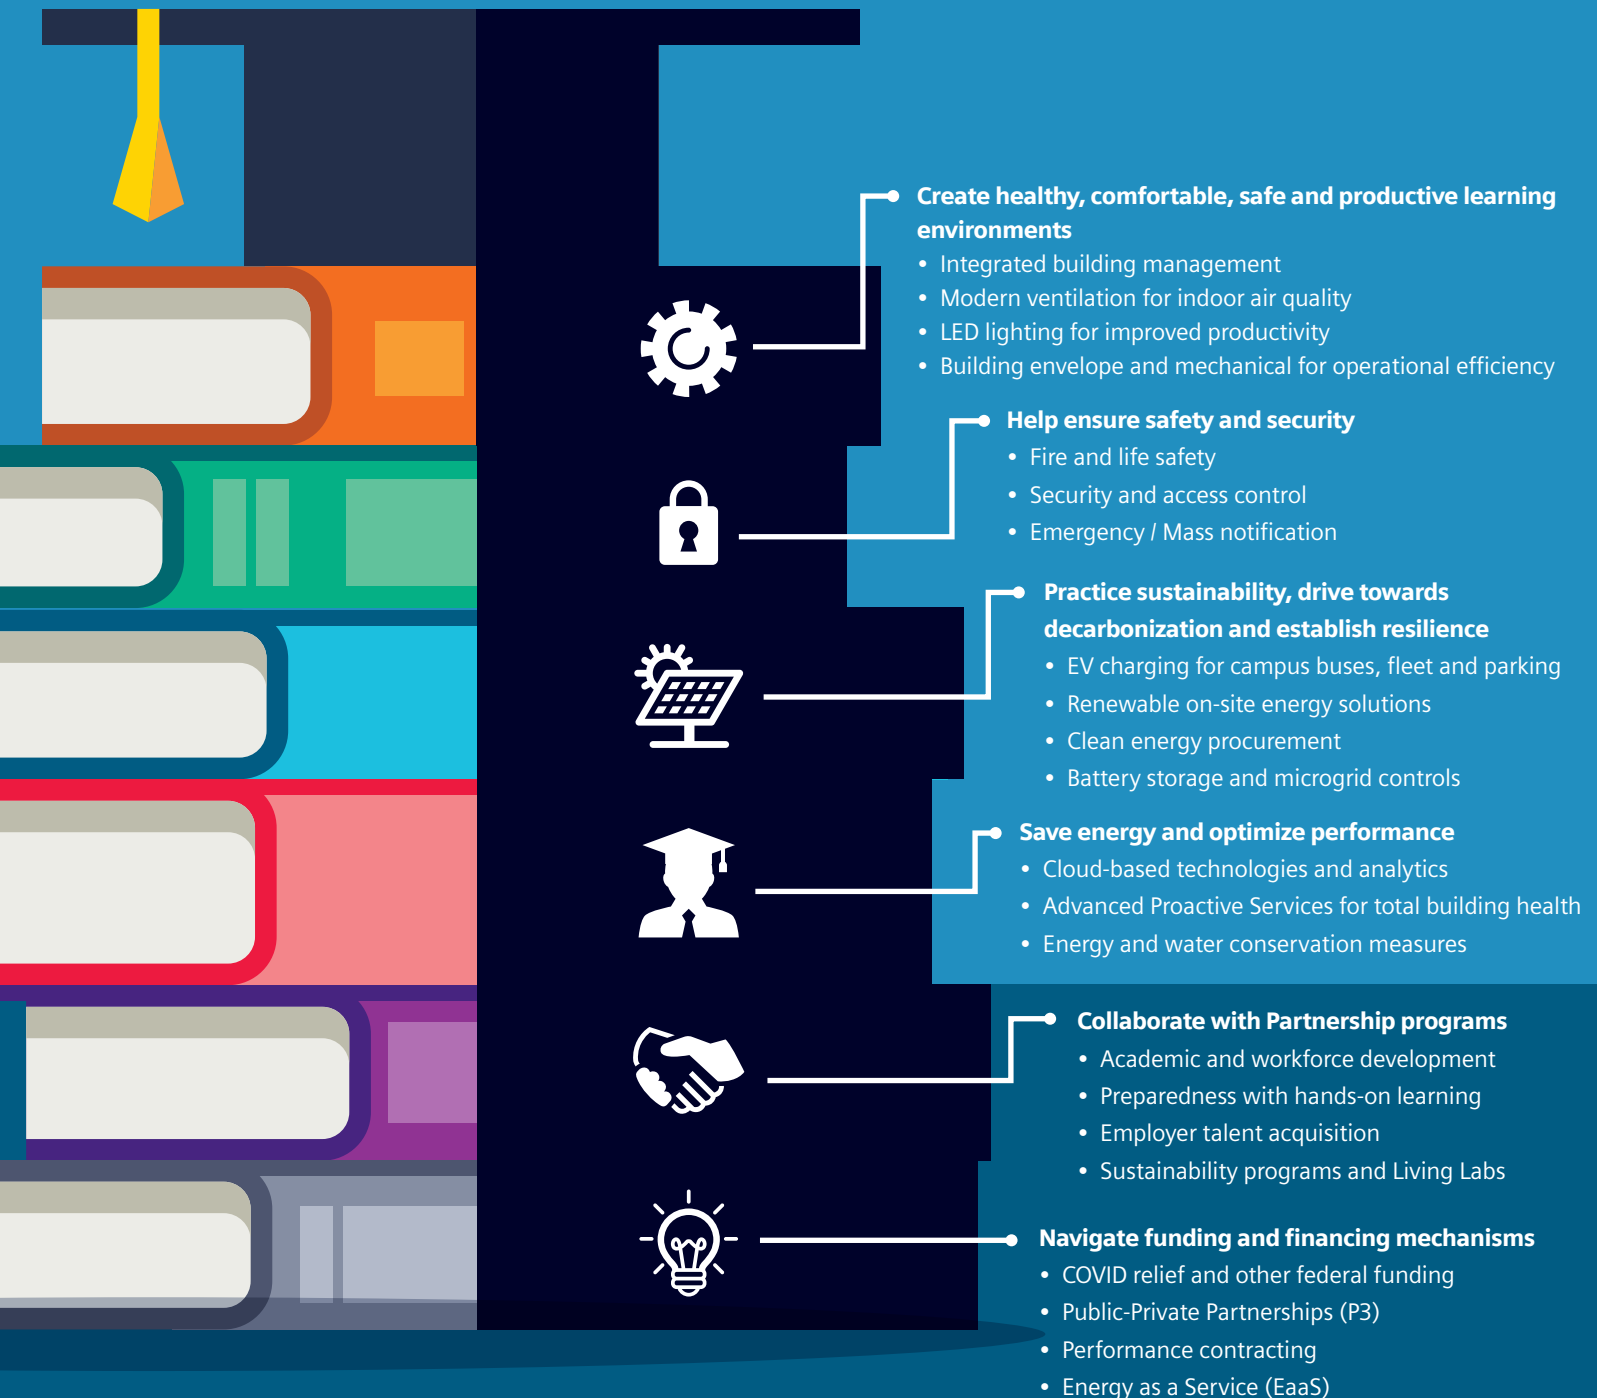 Create healthy, comfortable, safe and productive learning
environments
• Integrated building management
• Modern ventilation for indoor air quality
• LED lighting for improved productivity
• Building envelope and mechanical for operational efficiency
Help ensure safety and security
• Fire and life safety
• Security and access control
• Emergency / Mass notification
Practice sustainability, drive towards
decarbonization and establish resilience
• EV charging for campus buses, fleet and parking
• Renewable on-site energy solutions
• Clean energy procurement
• Battery storage and microgrid controls
Save energy and optimize performance
• Cloud-based technologies and analytics
• Advanced Proactive Services for total building health
• Energy and water conservation measures
Collaborate with Partnership programs
• Academic and workforce development
• Preparedness with hands-on learning
• Employer talent acquisition
• Sustainability programs and Living Labs
Navigate funding and financing mechanisms
• COVID relief and other federal funding
• Public-Private Partnerships (P3)
• Performance contracting
• Energy as a Service (EaaS)